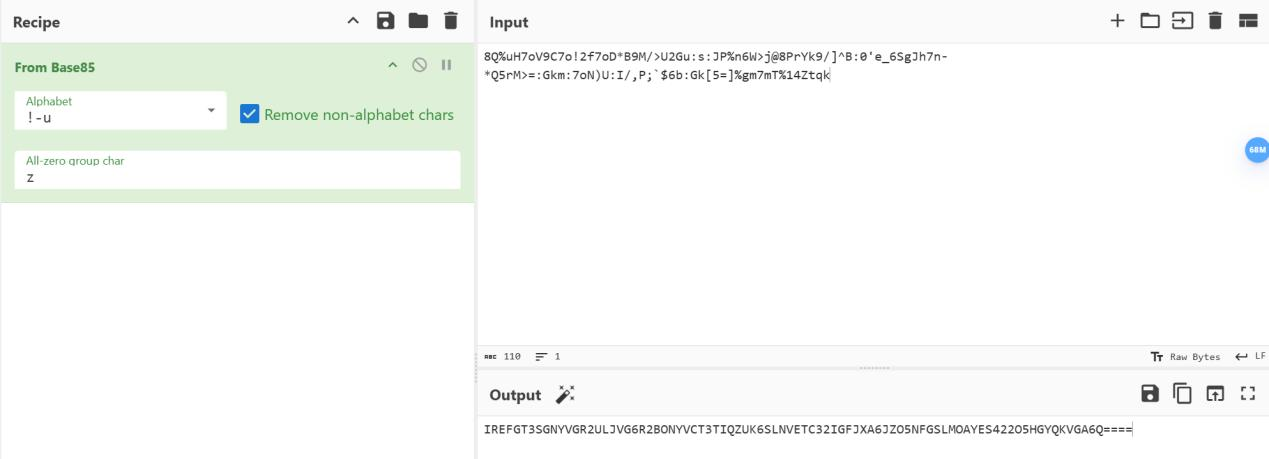 Recipe
Input
From Base85
Alphabet
!-u
Remove non-alphabet chars
All-zero group char
z
8Q%uH7oV9C7o!2f7oD*B9M/>U2Gu:s:JP%n6W>j@8PrYk9/]^B:0'e_6SgJh7n-
*Q5rM>=:Gkm:7oN)U:I/,P;`$6b:Gk[5=]%gm7mT%14Ztqk
68M
ABC 110
1
Tт Raw Bytes
LF
Output
IREFGT3SGNYVGR2ULJVG6R2BONYVCT3TIQZUK6SLNVETC32IGFJXA6JZO5NFGSLMOAYES422O5HGYQKVGA6Q====